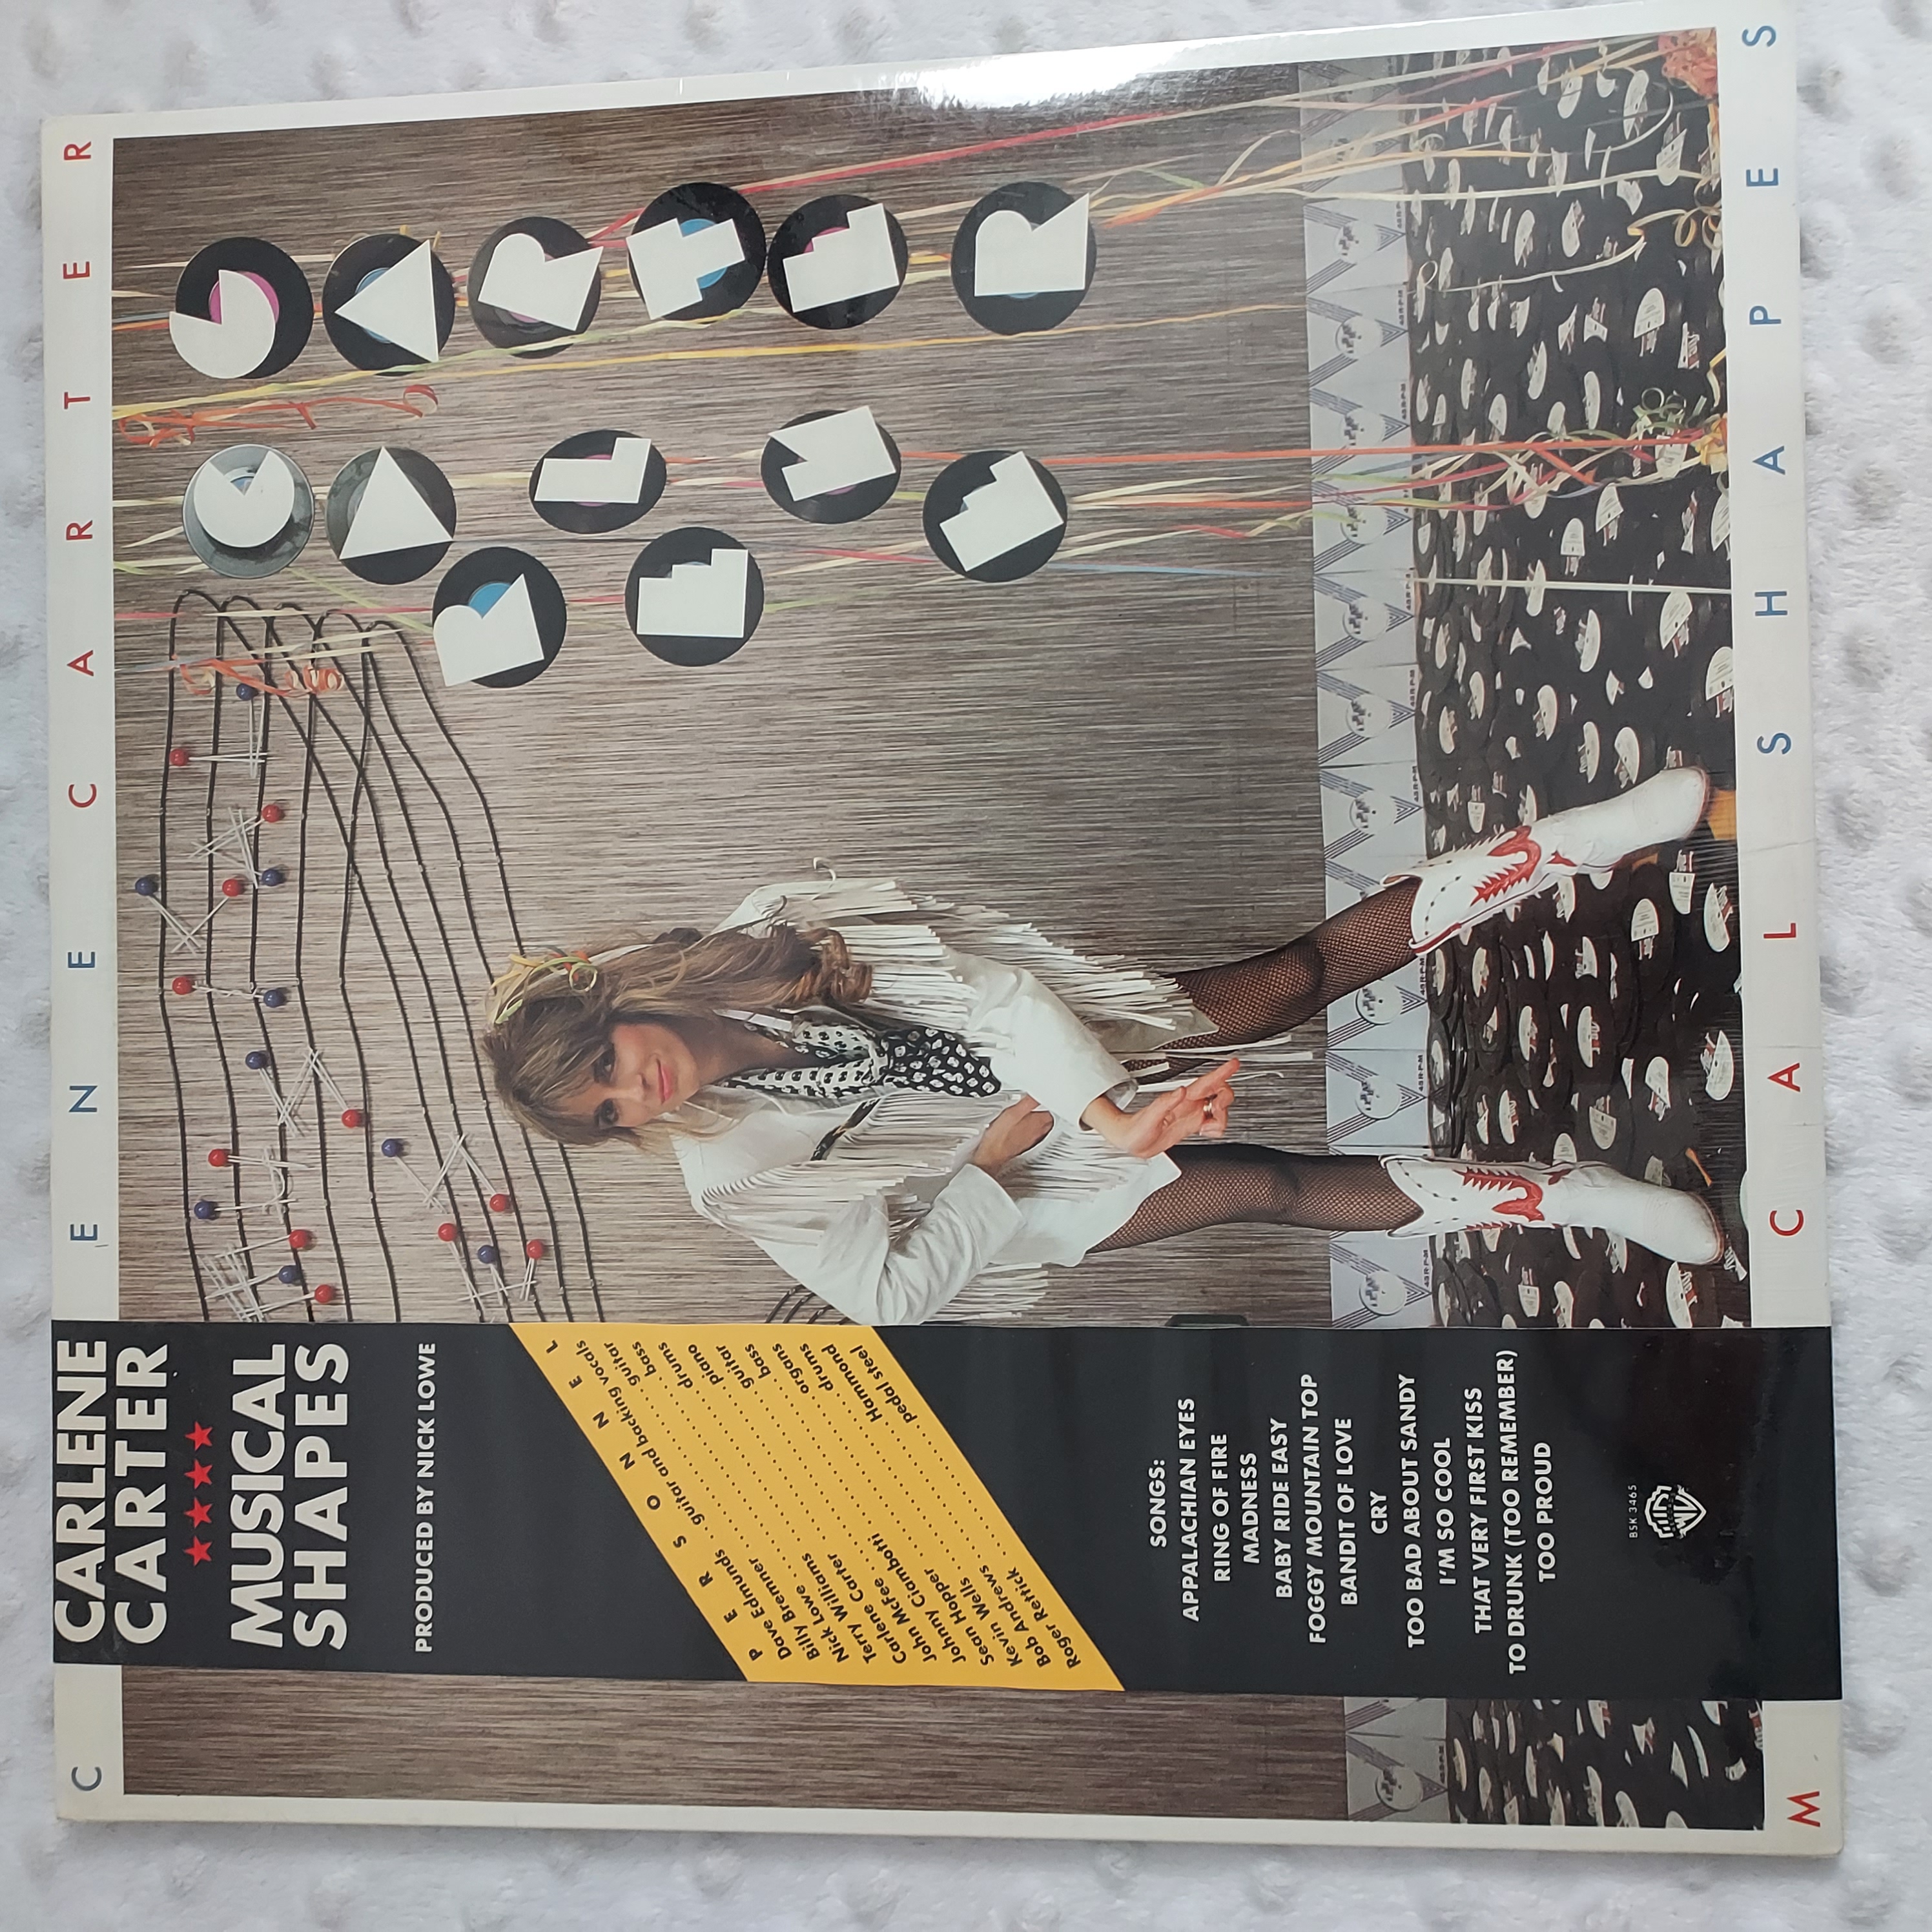 C ENE CARTER
CARLENE
CARTER
MUSICAL
SHAPES
PRODUCED BY NICK LOWE
PERSONNEL
Dave Edmunds ..... guitar and backing vocals
Billy Bremner ..... guitar
Nick Lowe ..... bass
Terry Williams ..... drums
Carlene Carter ..... piano
John McFee ..... guitar
Johnny Ciambotti ..... bass
Sean Hopper ..... organs
Kevin Wells ..... drums
Bob Andrews ..... Hammond
Roger Rettick ..... pedal steel
SONGS:
APPALACHIAN EYES
RING OF FIRE
MADNESS
BABY RIDE EASY
FOGGY MOUNTAIN TOP
BANDIT OF LOVE
CRY
TOO BAD ABOUT SANDY
I'M SO COOL
THAT VERY FIRST KISS
TO DRUNK (TOO REMEMBER)
TOO PROUD
BSK 3465
CARLENE
CARTER
M CAL SHAPES